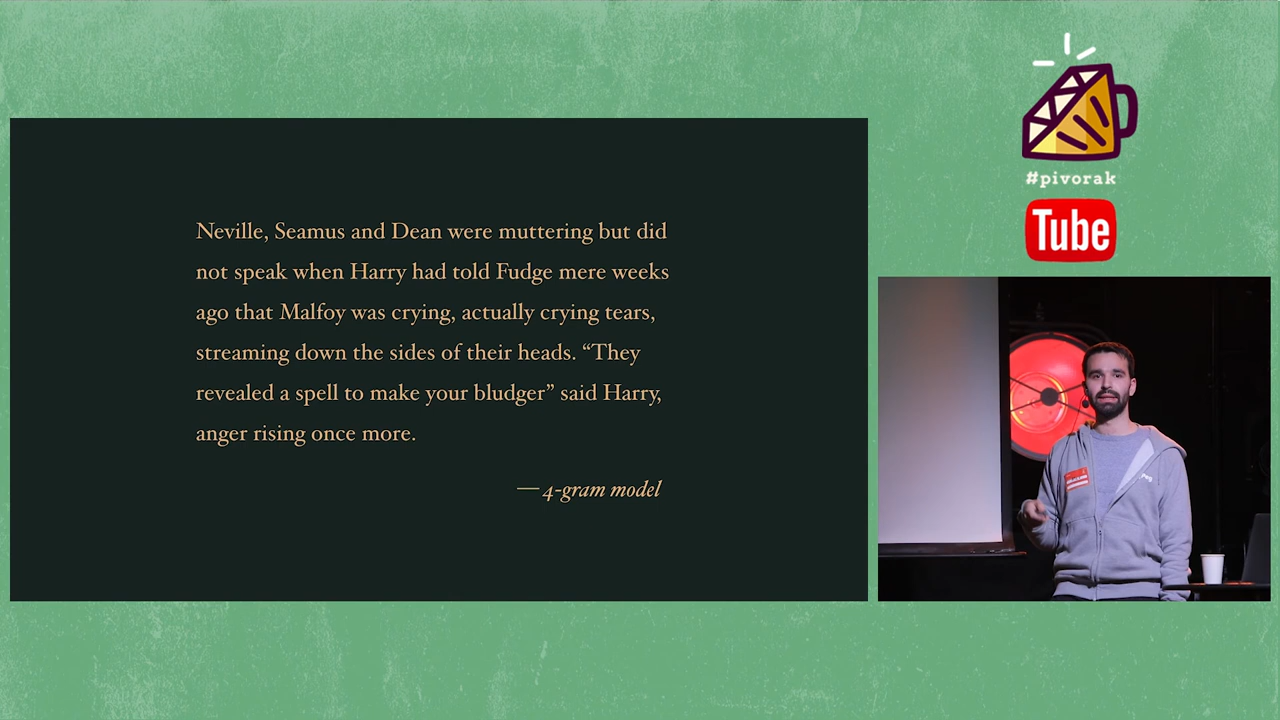 Neville, Seamus and Dean were muttering but did
not speak when Harry had told Fudge mere weeks
ago that Malfoy was crying, actually crying tears,
streaming down the sides of their heads. “They
revealed a spell to make your bludger” said Harry,
anger rising once more.
— 4-gram model
#pivorak
Tube